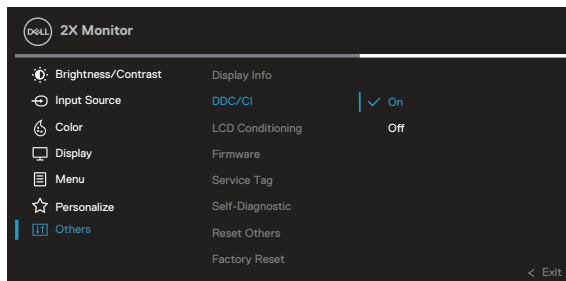 DELL 2X Monitor
Brightness/Contrast Display Info
Input Source DDC/CI On
Color LCD Conditioning Off
Display Firmware
Menu Service Tag
Personalize Self-Diagnostic
Others Reset Others
Factory Reset
< Exit